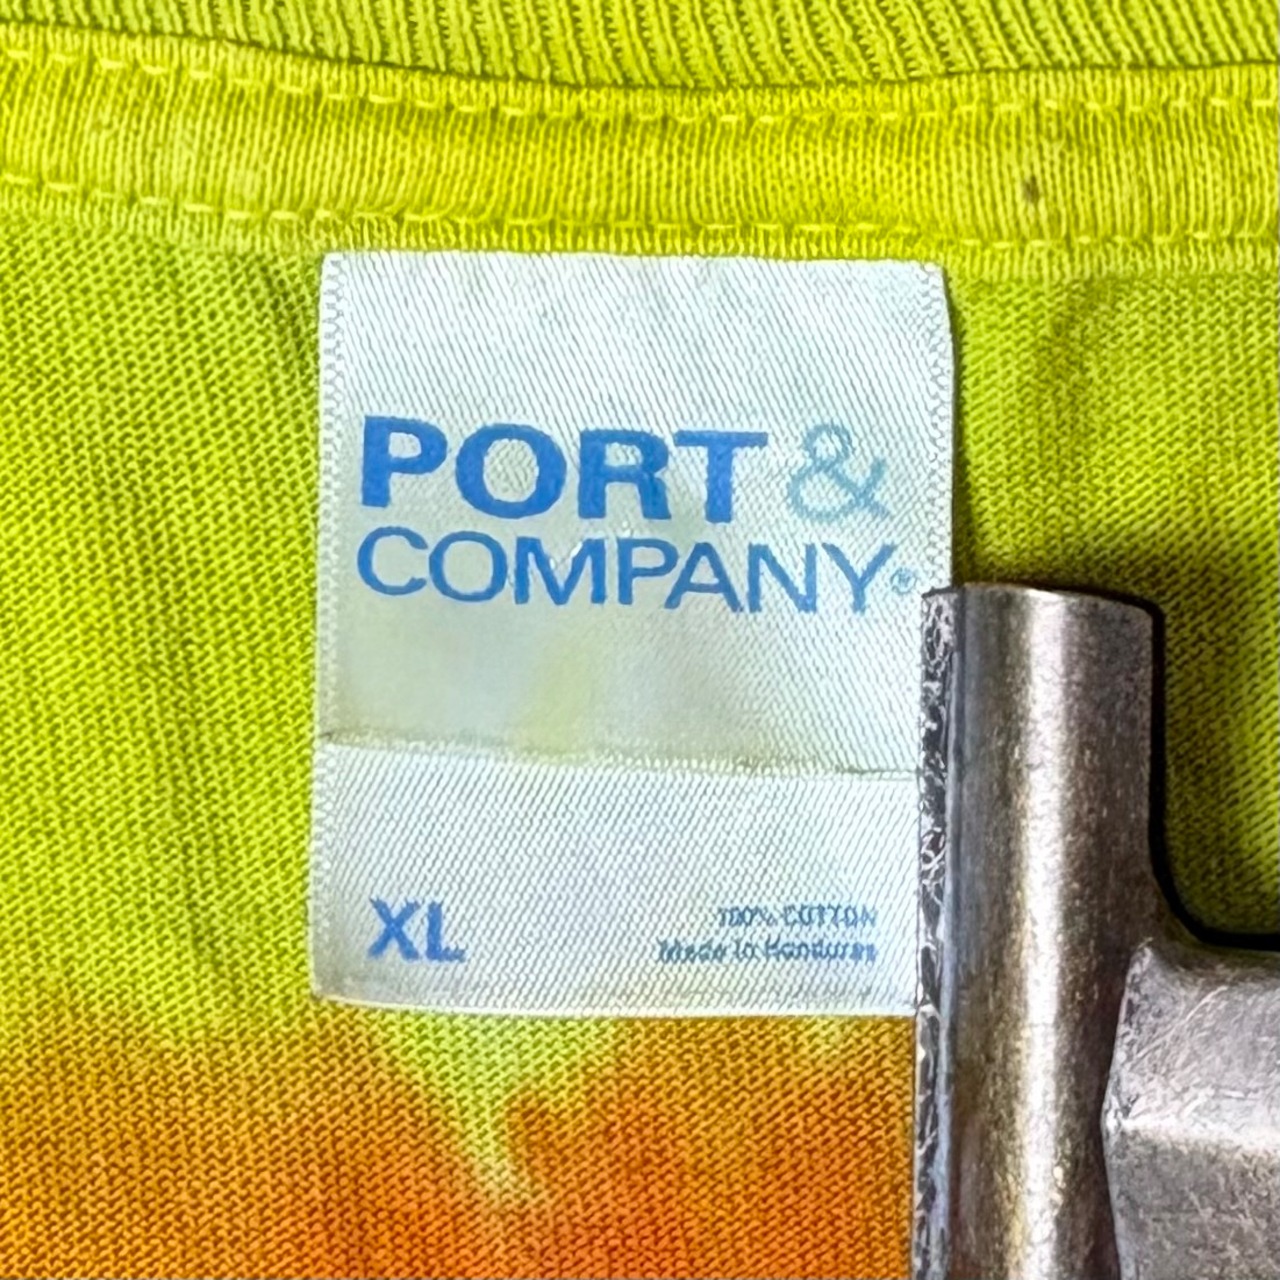 PORT &
COMPANY®
XL
100% COTTON
Made in Honduras